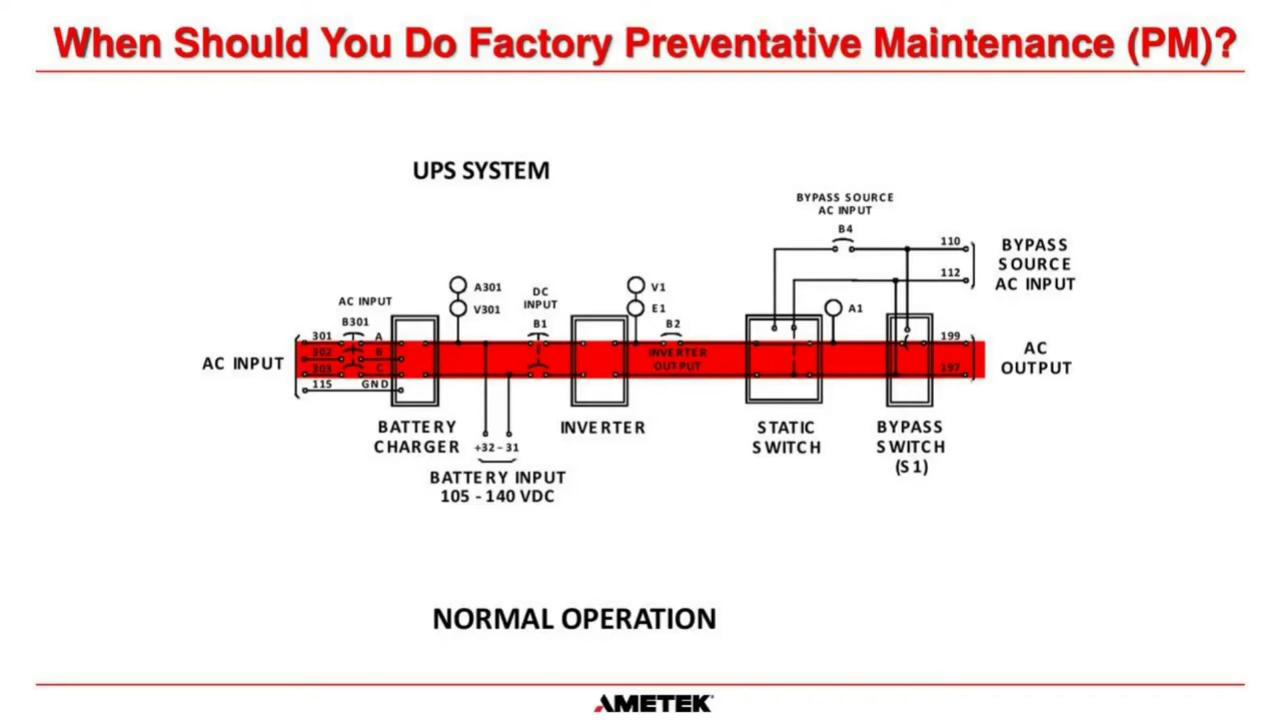 When Should You Do Factory Preventative Maintenance (PM)?
UPS SYSTEM
BYPASS SOURCE
AC INPUT
B4
110
112
BYPASS
SOURCE
AC INPUT
A301
V301
DC
INPUT
B1
V1
E1
B2
A1
AC INPUT
B301
AC INPUT
301
302
303
115
A
B
C
GND
INVERTER
OUTPUT
199
197
AC
OUTPUT
BATTERY
CHARGER
+32 - 31
BATTERY INPUT
105 - 140 VDC
INVERTER
STATIC
SWITCH
BYPASS
SWITCH
(S1)
NORMAL OPERATION
AMETEK